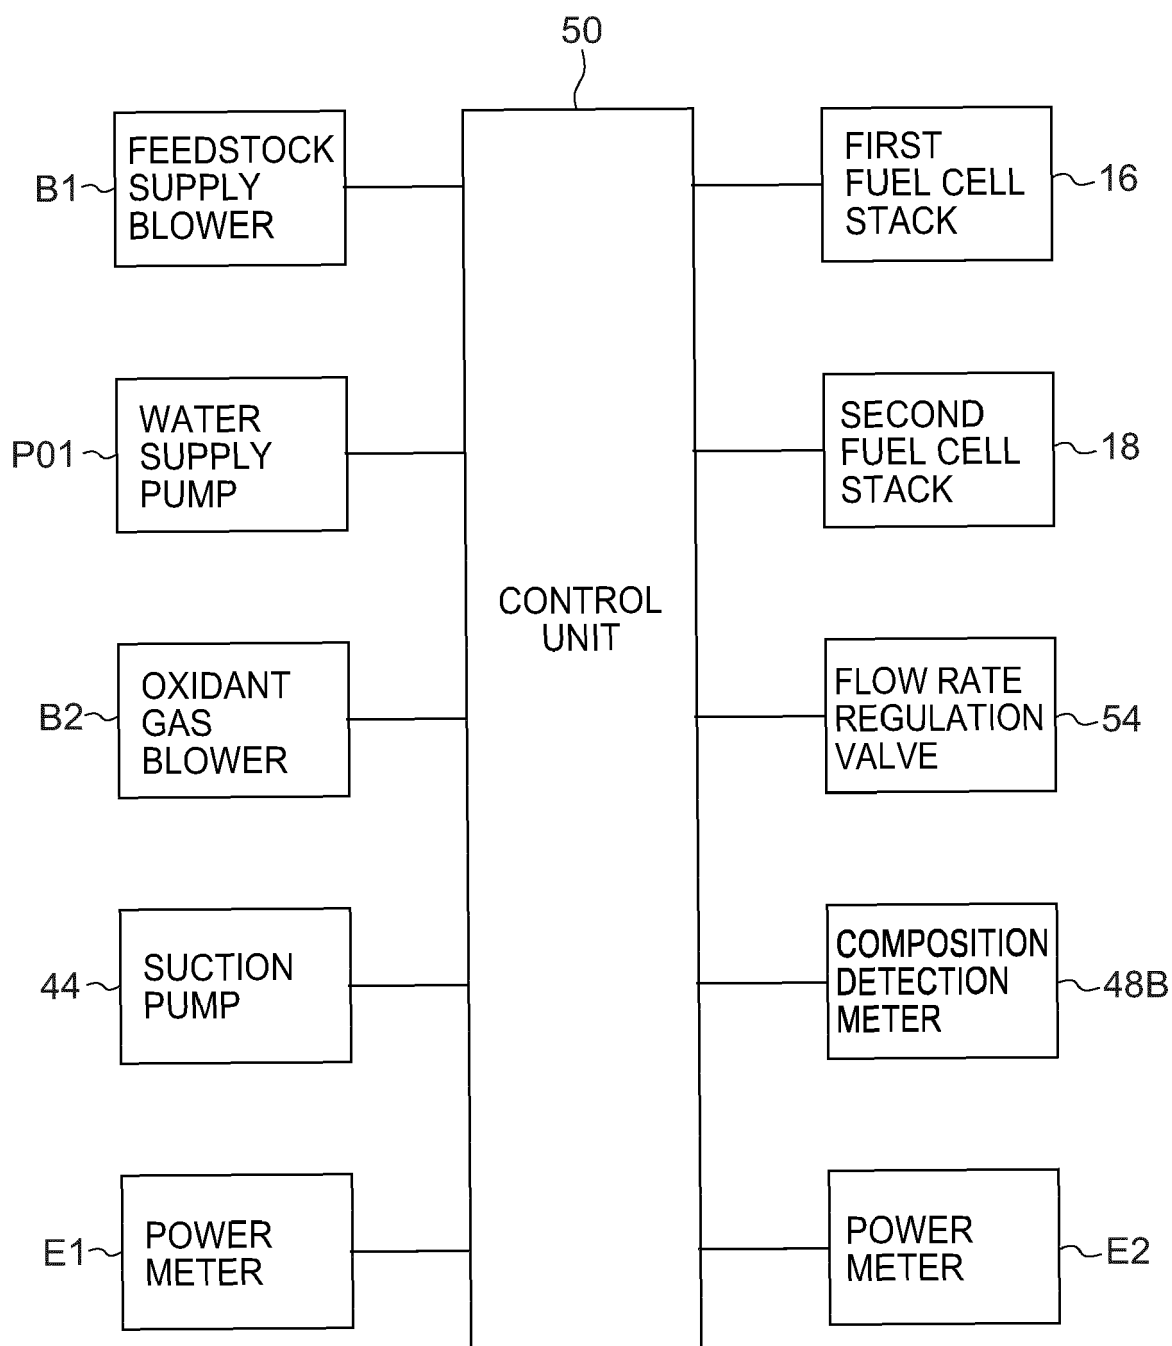 50
FEEDSTOCK
SUPPLY
BLOWER
B1
FIRST
FUEL CELL
STACK
16
WATER
SUPPLY
PUMP
P01
SECOND
FUEL CELL
STACK
18
CONTROL
UNIT
OXIDANT
GAS
BLOWER
B2
FLOW RATE
REGULATION
VALVE
54
SUCTION
PUMP
44
COMPOSITION
DETECTION
METER
48B
POWER
METER
E1
POWER
METER
E2